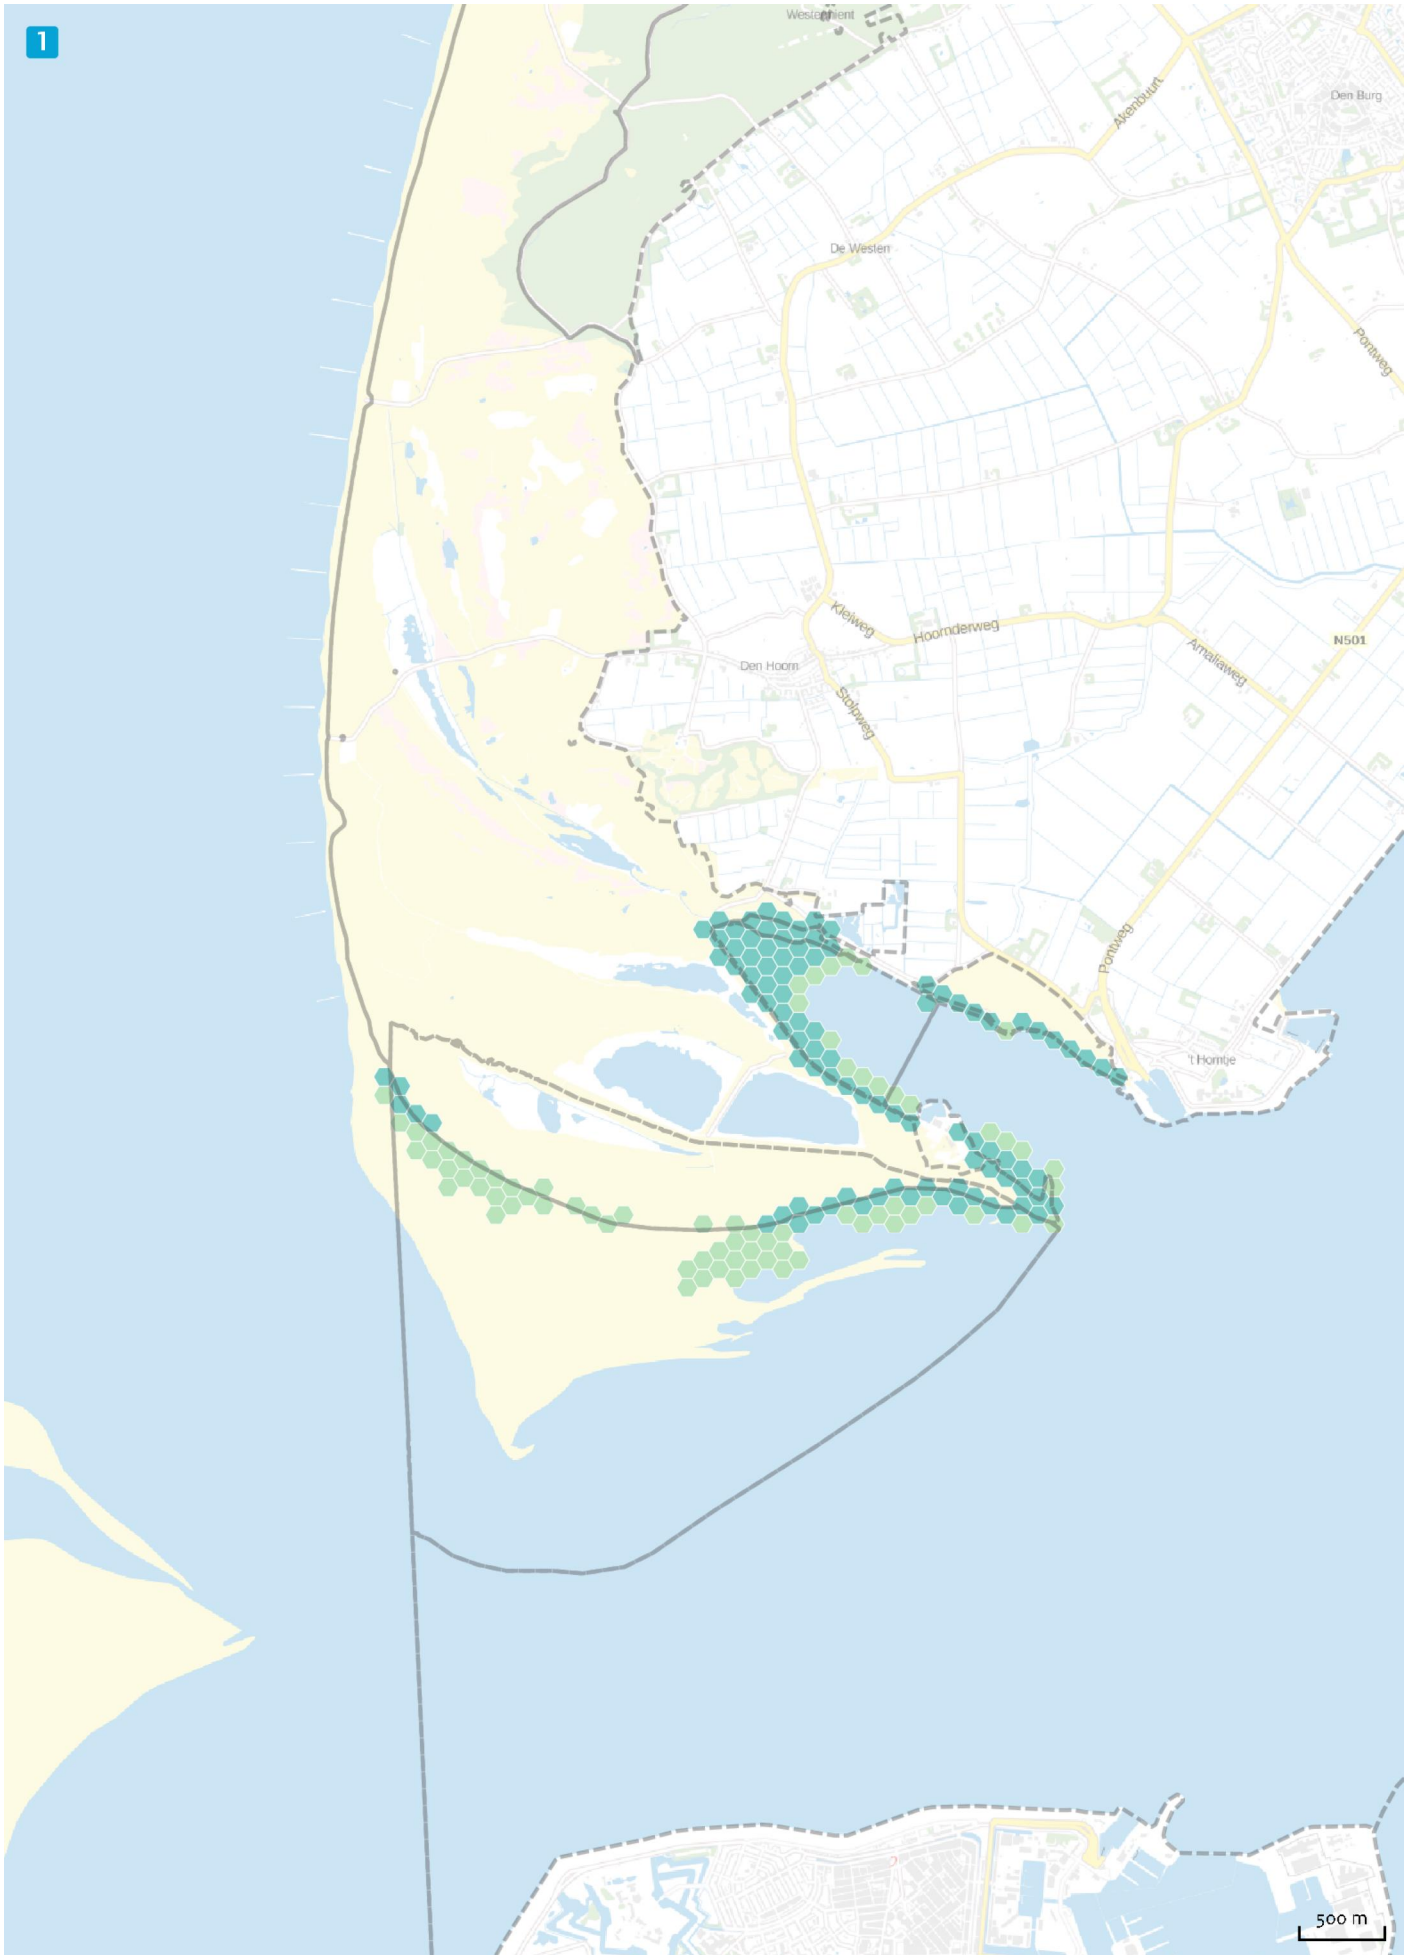 1
Westermient
Den Burg
Akenbuurt
De Westen
Pontweg
Kleiweg
Hoornderweg
N501
Den Hoorn
Amaliaweg
Stolpweg
Pontweg
't Horntje
500 m